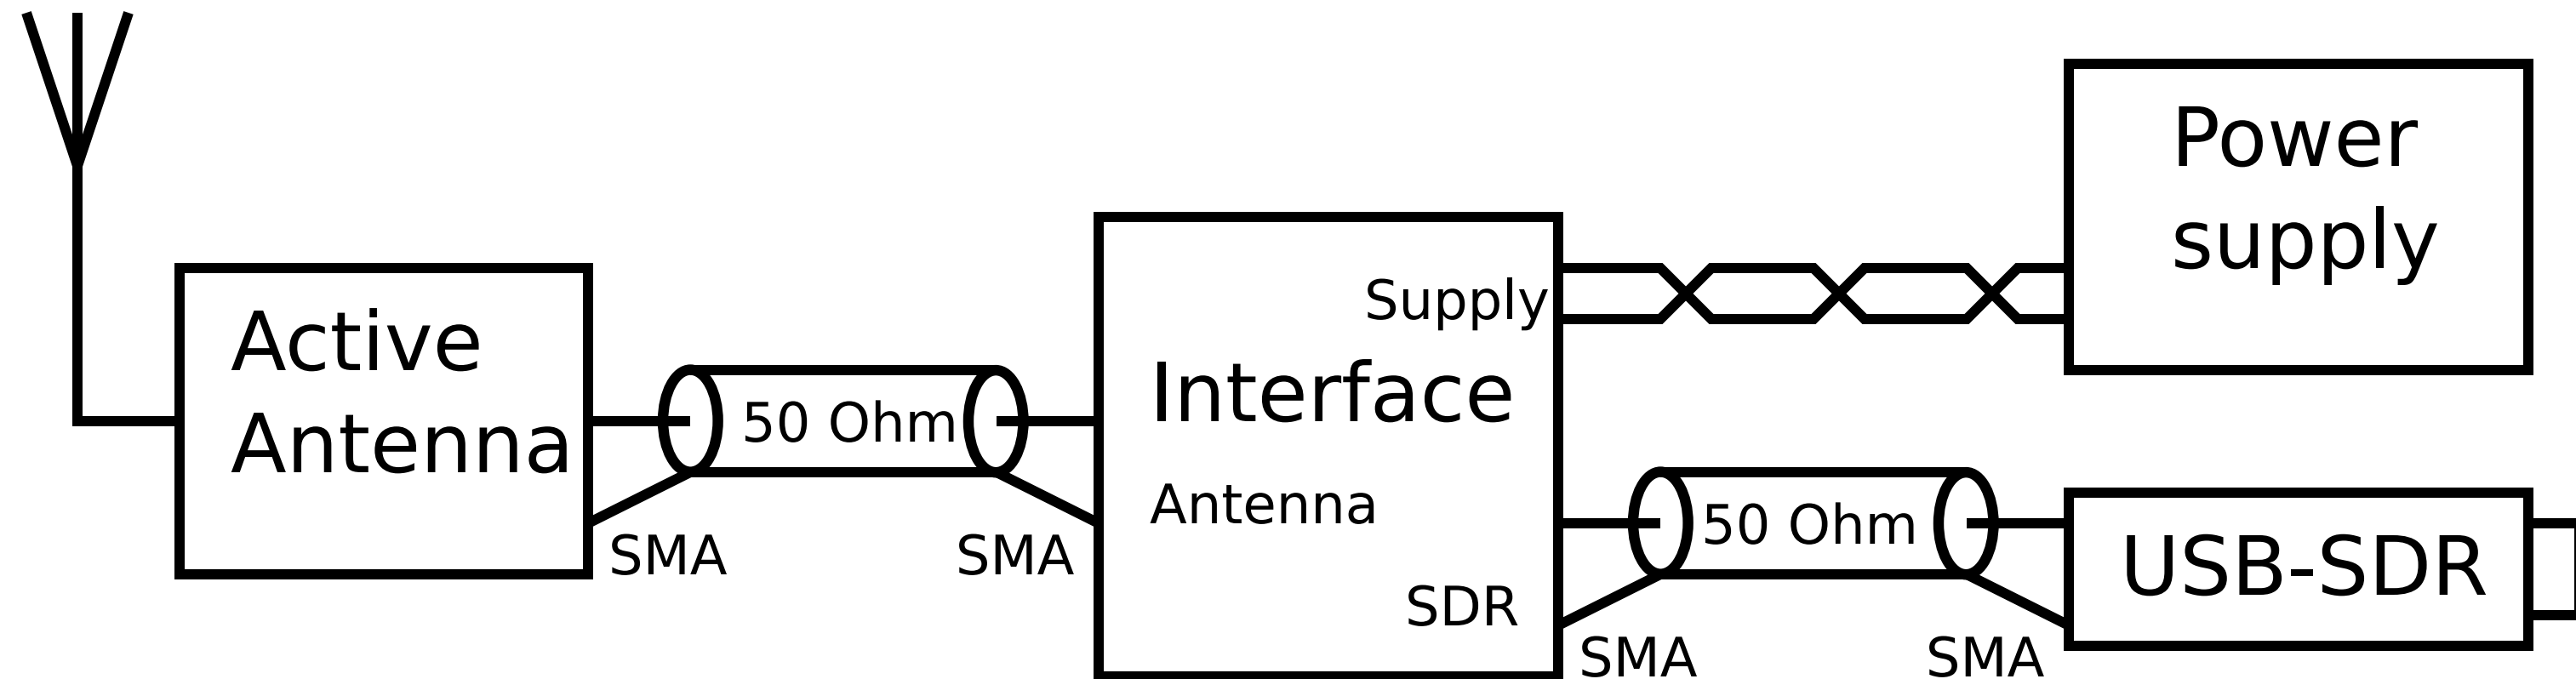 Power
supply
Supply
Active
Antenna
50 Ohm
Interface
Antenna
SMA
SMA
50 Ohm
USB-SDR
SDR
SMA
SMA